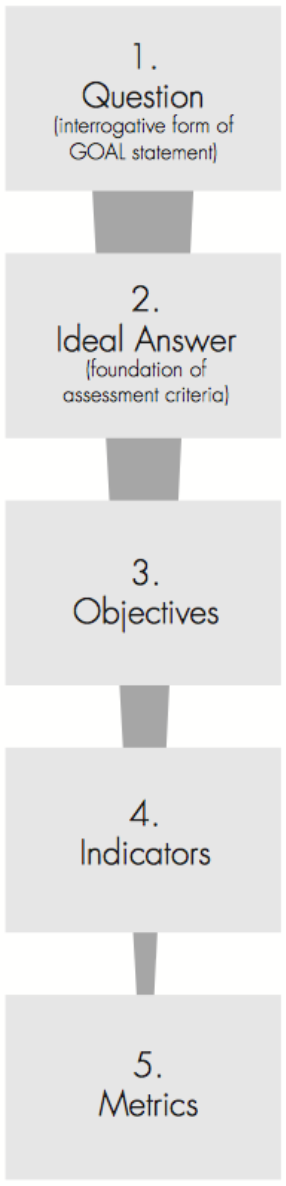 1.
Question
(interrogative form of
GOAL statement)
2.
Ideal Answer
(foundation of
assessment criteria)
3.
Objectives
4.
Indicators
5.
Metrics